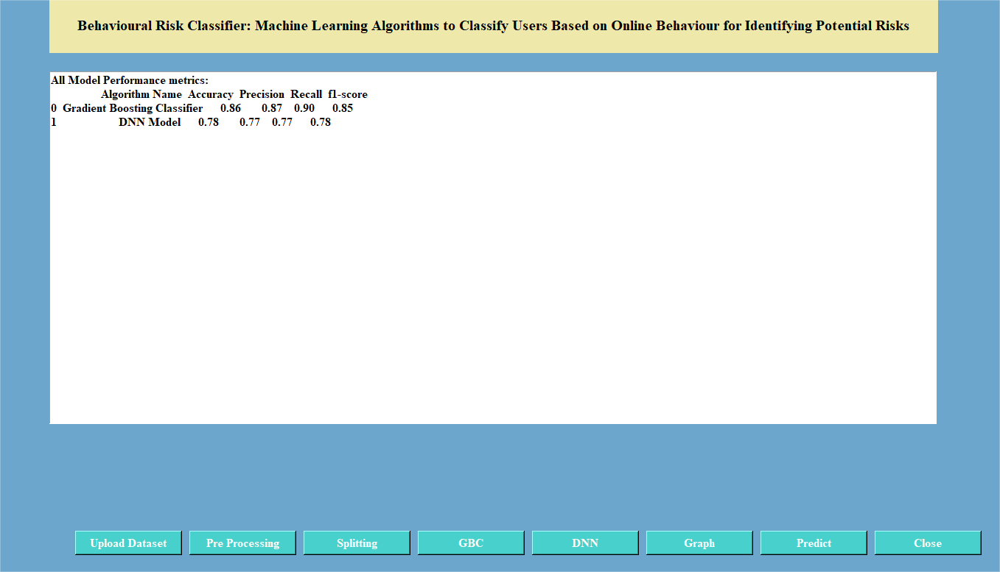 Behavioural Risk Classifier: Machine Learning Algorithms to Classify Users Based on Online Behaviour for Identifying Potential Risks
All Model Performance metrics:
Algorithm Name Accuracy Precision Recall f1-score
0 Gradient Boosting Classifier 0.86 0.87 0.90 0.85
1 DNN Model 0.78 0.77 0.77 0.78
Upload Dataset Pre Processing Splitting GBC DNN Graph Predict Close